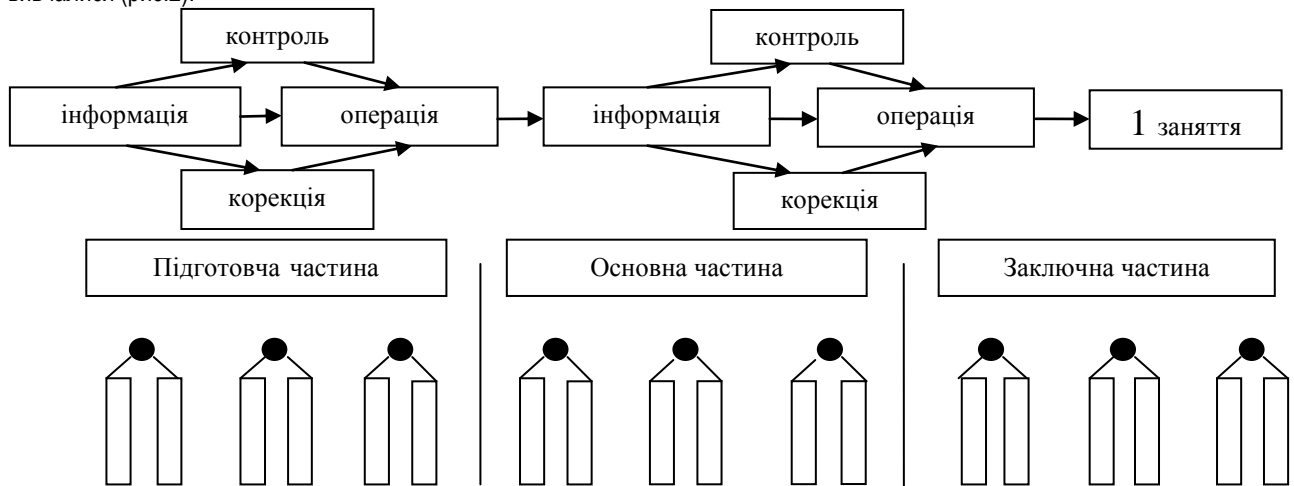 контроль контроль
інформація операція інформація операція 1 заняття
корекція корекція
Підготовча частина Основна частина Заключна частина